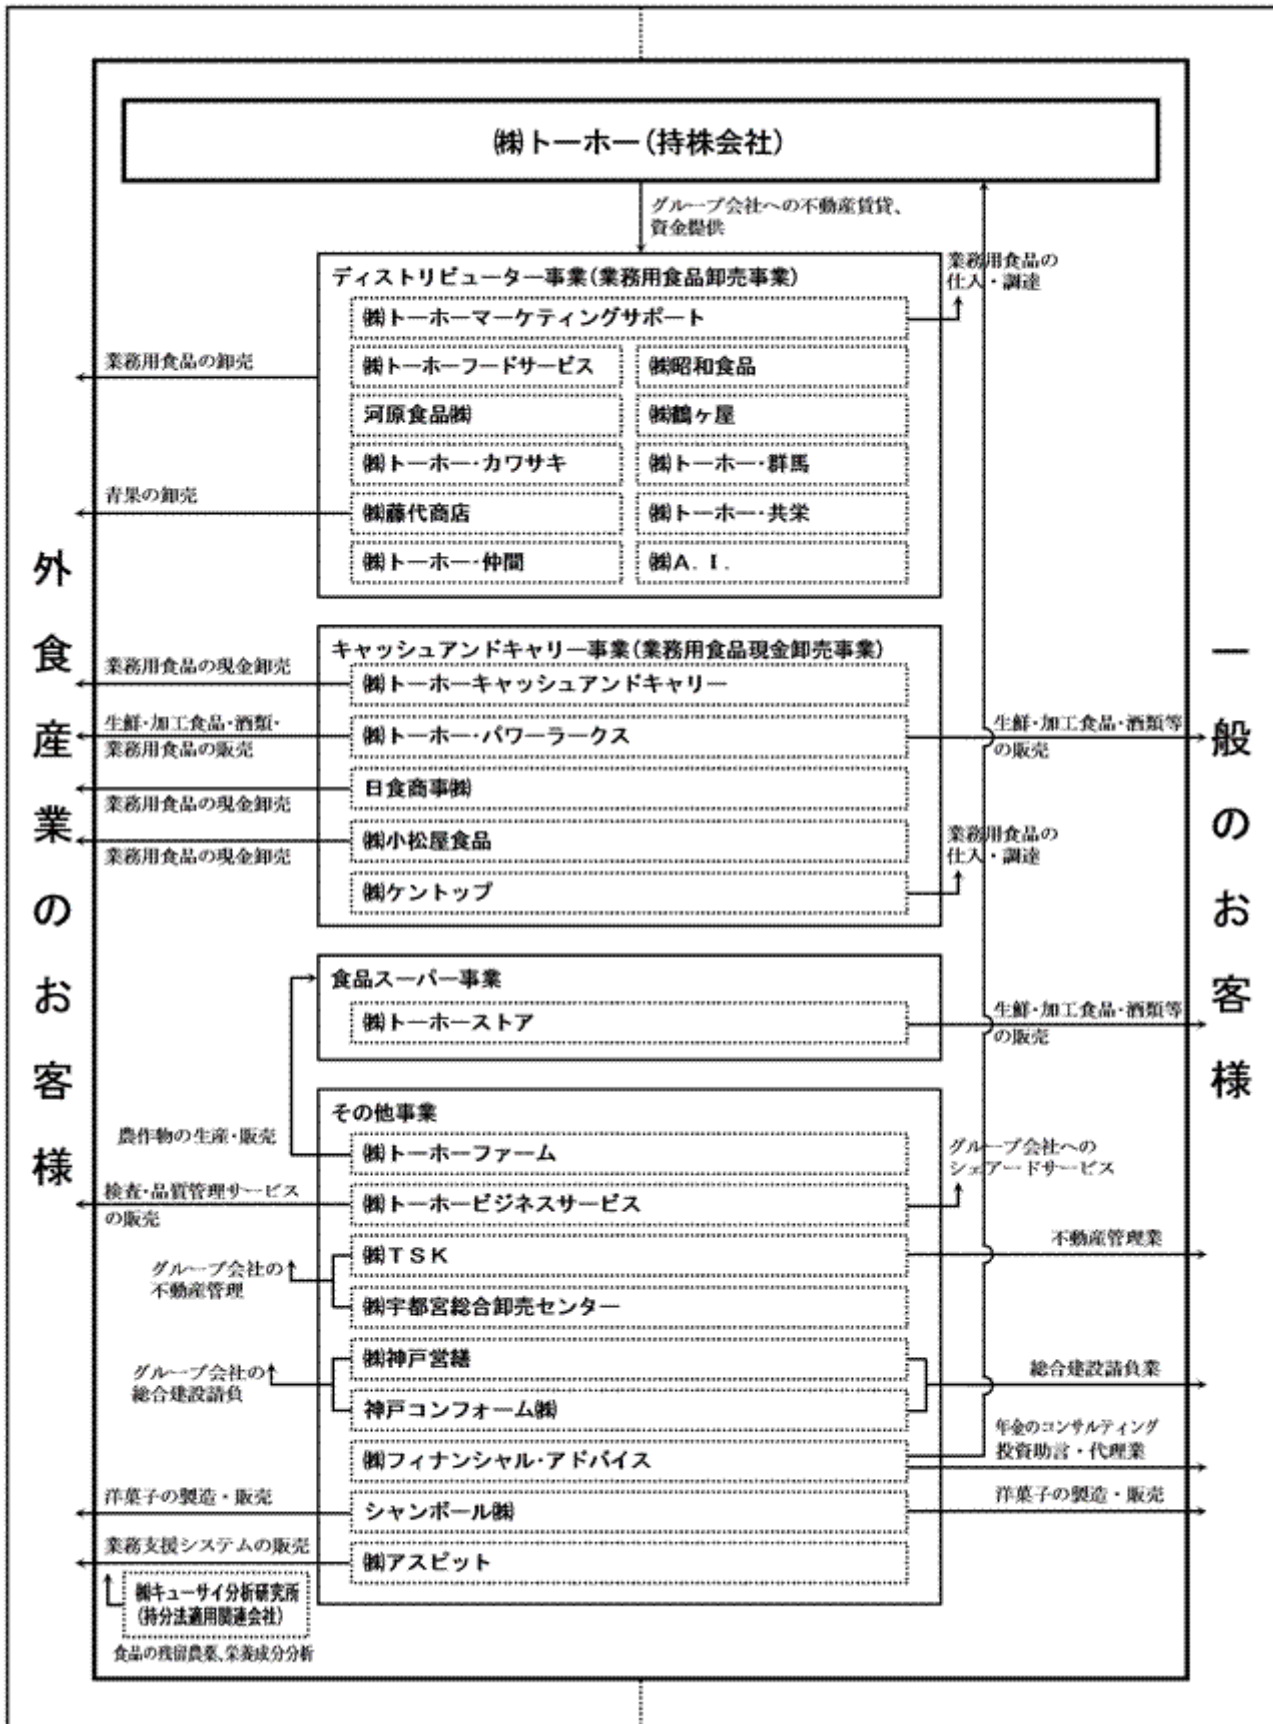 ㈱トーホー(持株会社)
グループ会社への不動産賃貸、
資金提供
ディストリビューター事業(業務用食品卸売事業)
業務用食品の
仕入・調達
㈱トーホーマーケティングサポート
業務用食品の卸売
㈱トーホーフードサービス
㈱昭和食品
河原食品㈱
㈱鶴ヶ屋
㈱トーホー・カワサキ
㈱トーホー・群馬
青果の卸売
㈱藤代商店
㈱トーホー・共栄
㈱トーホー・仲間
㈱A.I.
外食産業のお客様
一般のお客様
キャッシュアンドキャリー事業(業務用食品現金卸売事業)
業務用食品の現金卸売
㈱トーホーキャッシュアンドキャリー
生鮮・加工食品・酒類・
業務用食品の販売
㈱トーホー・パワーラークス
生鮮・加工食品・酒類等
の販売
日食商事㈱
業務用食品の現金卸売
㈱小松屋食品
業務用食品の現金卸売
業務用食品の
仕入・調達
㈱ケントップ
食品スーパー事業
㈱トーホーストア
生鮮・加工食品・酒類等
の販売
その他事業
農作物の生産・販売
㈱トーホーファーム
グループ会社への
シェアードサービス
検査・品質管理サービス
の販売
㈱トーホービジネスサービス
㈱TSK
不動産管理業
グループ会社の
不動産管理
㈱宇都宮総合卸売センター
㈱神戸営繕
グループ会社の
総合建設請負
総合建設請負業
神戸コンフォーム㈱
年金のコンサルティング
投資助言・代理業
㈱フィナンシャル・アドバイス
洋菓子の製造・販売
シャンボール㈱
洋菓子の製造・販売
業務支援システムの販売
㈱アスピット
㈱キューサイ分析研究所
(持分法適用関連会社)
食品の残留農薬、栄養成分分析